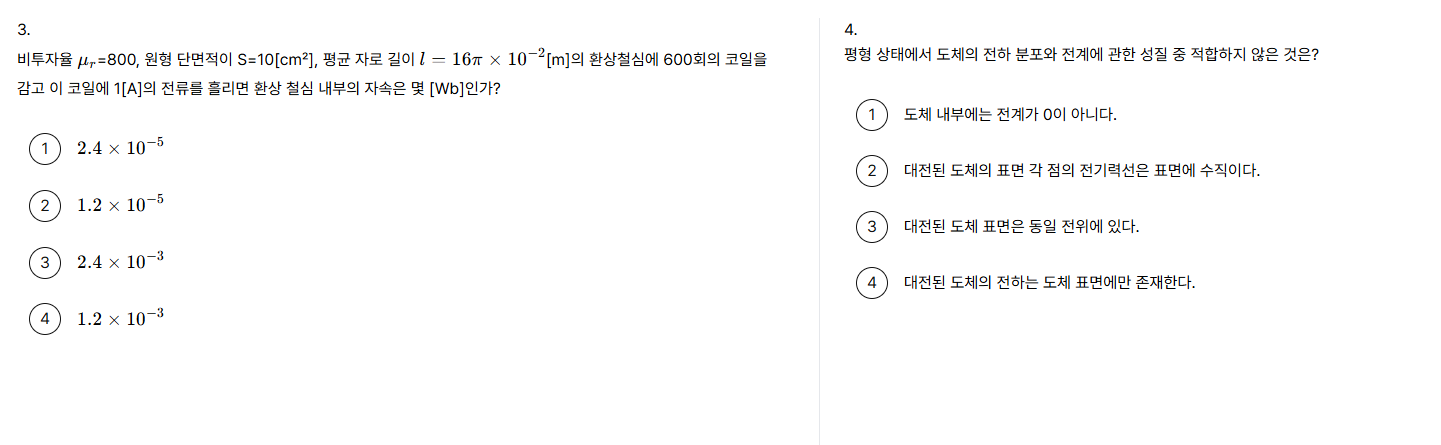 3.
비투자율 μᵣ=800, 원형 단면적이 S=10[cm²], 평균 자로 길이 l = 16π × 10⁻²[m]의 환상철심에 600회의 코일을
감고 이 코일에 1[A]의 전류를 흘리면 환상 철심 내부의 자속은 몇 [Wb]인가?
1 2.4 × 10⁻⁵
2 1.2 × 10⁻⁵
3 2.4 × 10⁻³
4 1.2 × 10⁻³
4.
평형 상태에서 도체의 전하 분포와 전계에 관한 성질 중 적합하지 않은 것은?
1 도체 내부에는 전계가 0이 아니다.
2 대전된 도체의 표면 각 점의 전기력선은 표면에 수직이다.
3 대전된 도체 표면은 동일 전위에 있다.
4 대전된 도체의 전하는 도체 표면에만 존재한다.